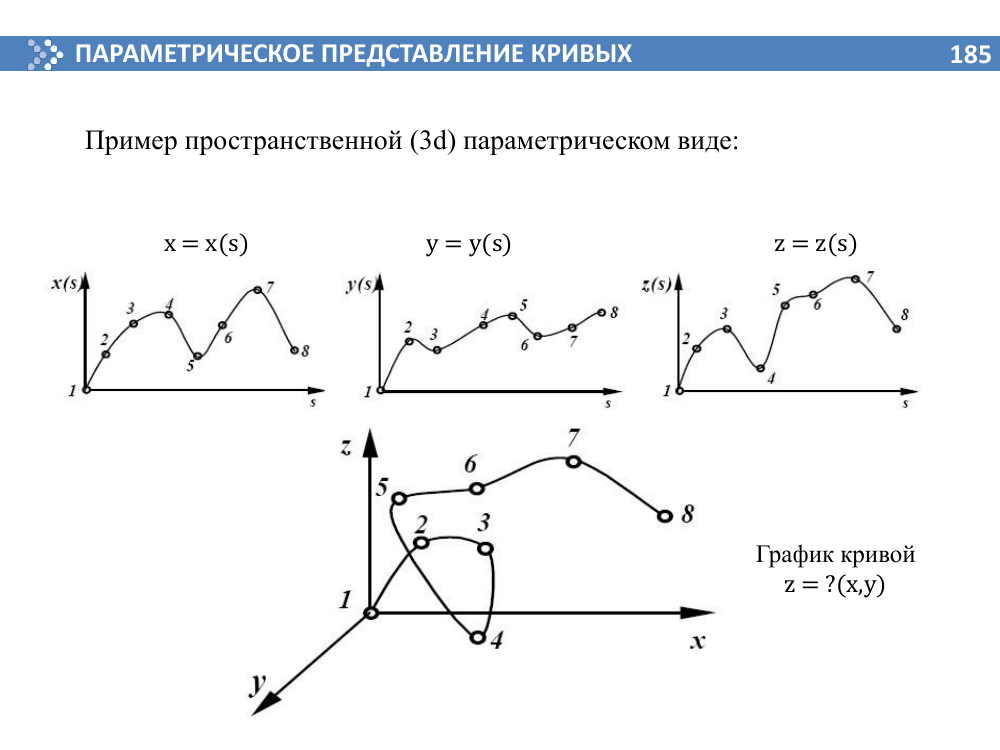 ПАРАМЕТРИЧЕСКОЕ ПРЕДСТАВЛЕНИЕ КРИВЫХ 185
Пример пространственной (3d) параметрическом виде:
x = x(s) y = y(s) z = z(s)
x(s) 1 2 3 4 5 6 7 8 s
y(s) 1 2 3 4 5 6 7 8 s
z(s) 1 2 3 4 5 6 7 8 s
z 1 2 3 4 5 6 7 8 x y
График кривой
z = ?(x,y)